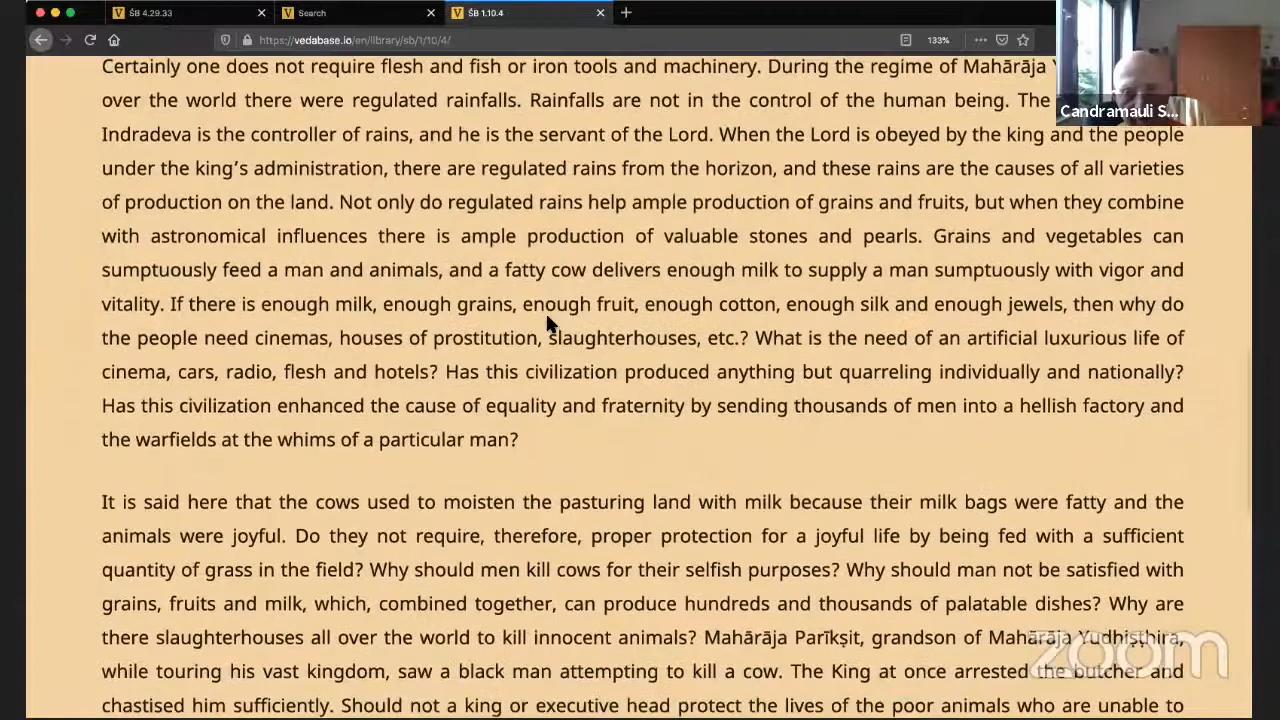 ŚB 4.29.33
Search
ŚB 1.10.4
https://vedabase.io/en/library/sb/1/10/4/
133%
Candramauli S...
Certainly one does not require flesh and fish or iron tools and machinery. During the regime of Mahārāja
over the world there were regulated rainfalls. Rainfalls are not in the control of the human being. The
Indradeva is the controller of rains, and he is the servant of the Lord. When the Lord is obeyed by the king and the people
under the king’s administration, there are regulated rains from the horizon, and these rains are the causes of all varieties
of production on the land. Not only do regulated rains help ample production of grains and fruits, but when they combine
with astronomical influences there is ample production of valuable stones and pearls. Grains and vegetables can
sumptuously feed a man and animals, and a fatty cow delivers enough milk to supply a man sumptuously with vigor and
vitality. If there is enough milk, enough grains, enough fruit, enough cotton, enough silk and enough jewels, then why do
the people need cinemas, houses of prostitution, slaughterhouses, etc.? What is the need of an artificial luxurious life of
cinema, cars, radio, flesh and hotels? Has this civilization produced anything but quarreling individually and nationally?
Has this civilization enhanced the cause of equality and fraternity by sending thousands of men into a hellish factory and
the warfields at the whims of a particular man?
It is said here that the cows used to moisten the pasturing land with milk because their milk bags were fatty and the
animals were joyful. Do they not require, therefore, proper protection for a joyful life by being fed with a sufficient
quantity of grass in the field? Why should men kill cows for their selfish purposes? Why should man not be satisfied with
grains, fruits and milk, which, combined together, can produce hundreds and thousands of palatable dishes? Why are
there slaughterhouses all over the world to kill innocent animals? Mahārāja Parīkṣit, grandson of Mahārāja Yudhiṣṭhira,
while touring his vast kingdom, saw a black man attempting to kill a cow. The King at once arrested the butcher and
chastised him sufficiently. Should not a king or executive head protect the lives of the poor animals who are unable to
zoom